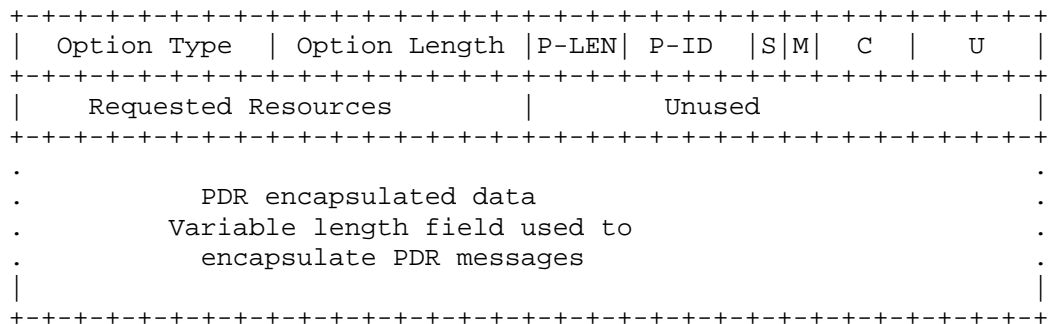 +-+-+-+-+-+-+-+-+-+-+-+-+-+-+-+-+-+-+-+-+-+-+-+-+-+-+-+-+-+-+-+-+
|  Option Type  | Option Length |P-LEN| P-ID  |S|M|  C  |   U   |
+-+-+-+-+-+-+-+-+-+-+-+-+-+-+-+-+-+-+-+-+-+-+-+-+-+-+-+-+-+-+-+-+
|    Requested Resources        |        Unused                 |
+-+-+-+-+-+-+-+-+-+-+-+-+-+-+-+-+-+-+-+-+-+-+-+-+-+-+-+-+-+-+-+-+
.                                                               .
.           PDR encapsulated data                               .
.         Variable length field used to                         .
.           encapsulate PDR messages                            .
|                                                               |
+-+-+-+-+-+-+-+-+-+-+-+-+-+-+-+-+-+-+-+-+-+-+-+-+-+-+-+-+-+-+-+-+